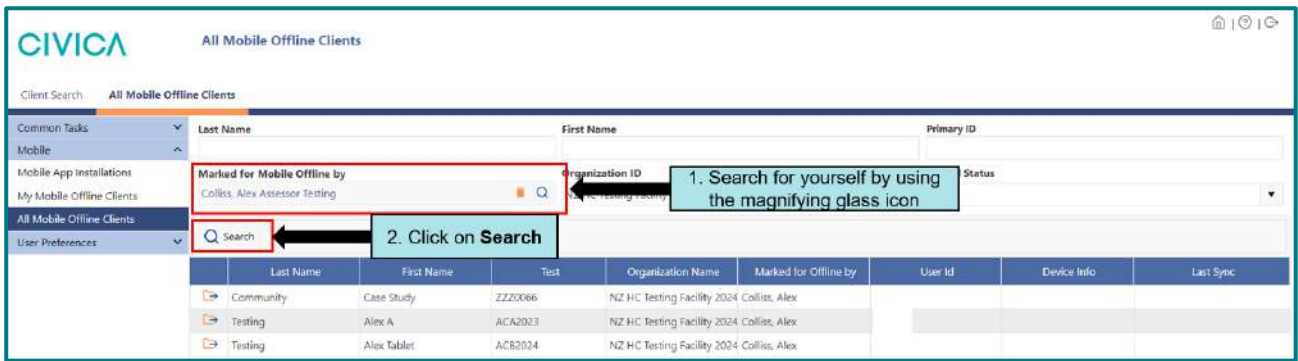 CIVICA
All Mobile Offline Clients
Client Search All Mobile Offline Clients
Common Tasks
Mobile
Mobile App Installations
My Mobile Offline Clients
All Mobile Offline Clients
User Preferences
Last Name First Name Primary ID
Marked for Mobile Offline by Organization ID Status
Colliss, Alex Assessor Testing NZ HC Testing Facility
1. Search for yourself by using
the magnifying glass icon
Search
2. Click on Search
Last Name First Name Test Organization Name Marked for Offline by User Id Device Info Last Sync
Community Case Study ZZZ0066 NZ HC Testing Facility 2024 Colliss, Alex
Testing Alex A ACA2023 NZ HC Testing Facility 2024 Colliss, Alex
Testing Alex Tablet ACB2024 NZ HC Testing Facility 2024 Colliss, Alex